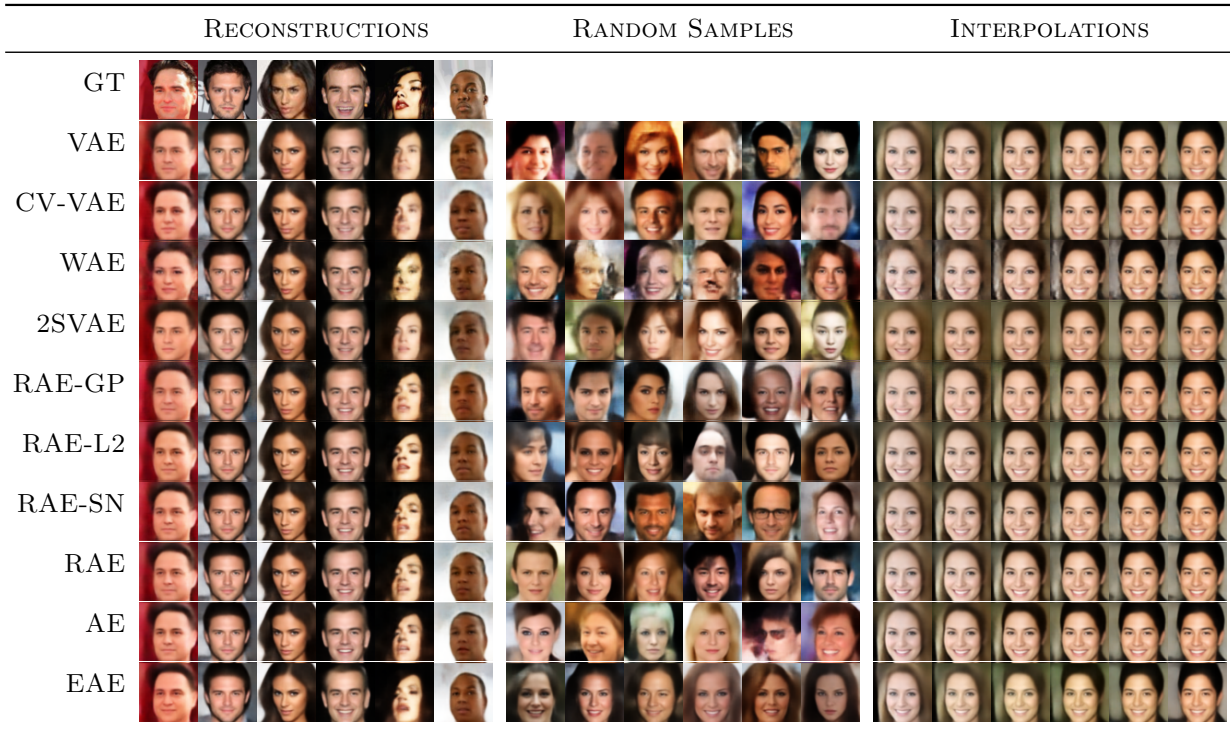 RECONSTRUCTIONS RANDOM SAMPLES INTERPOLATIONS
GT
VAE
CV-VAE
WAE
2SVAE
RAE-GP
RAE-L2
RAE-SN
RAE
AE
EAE